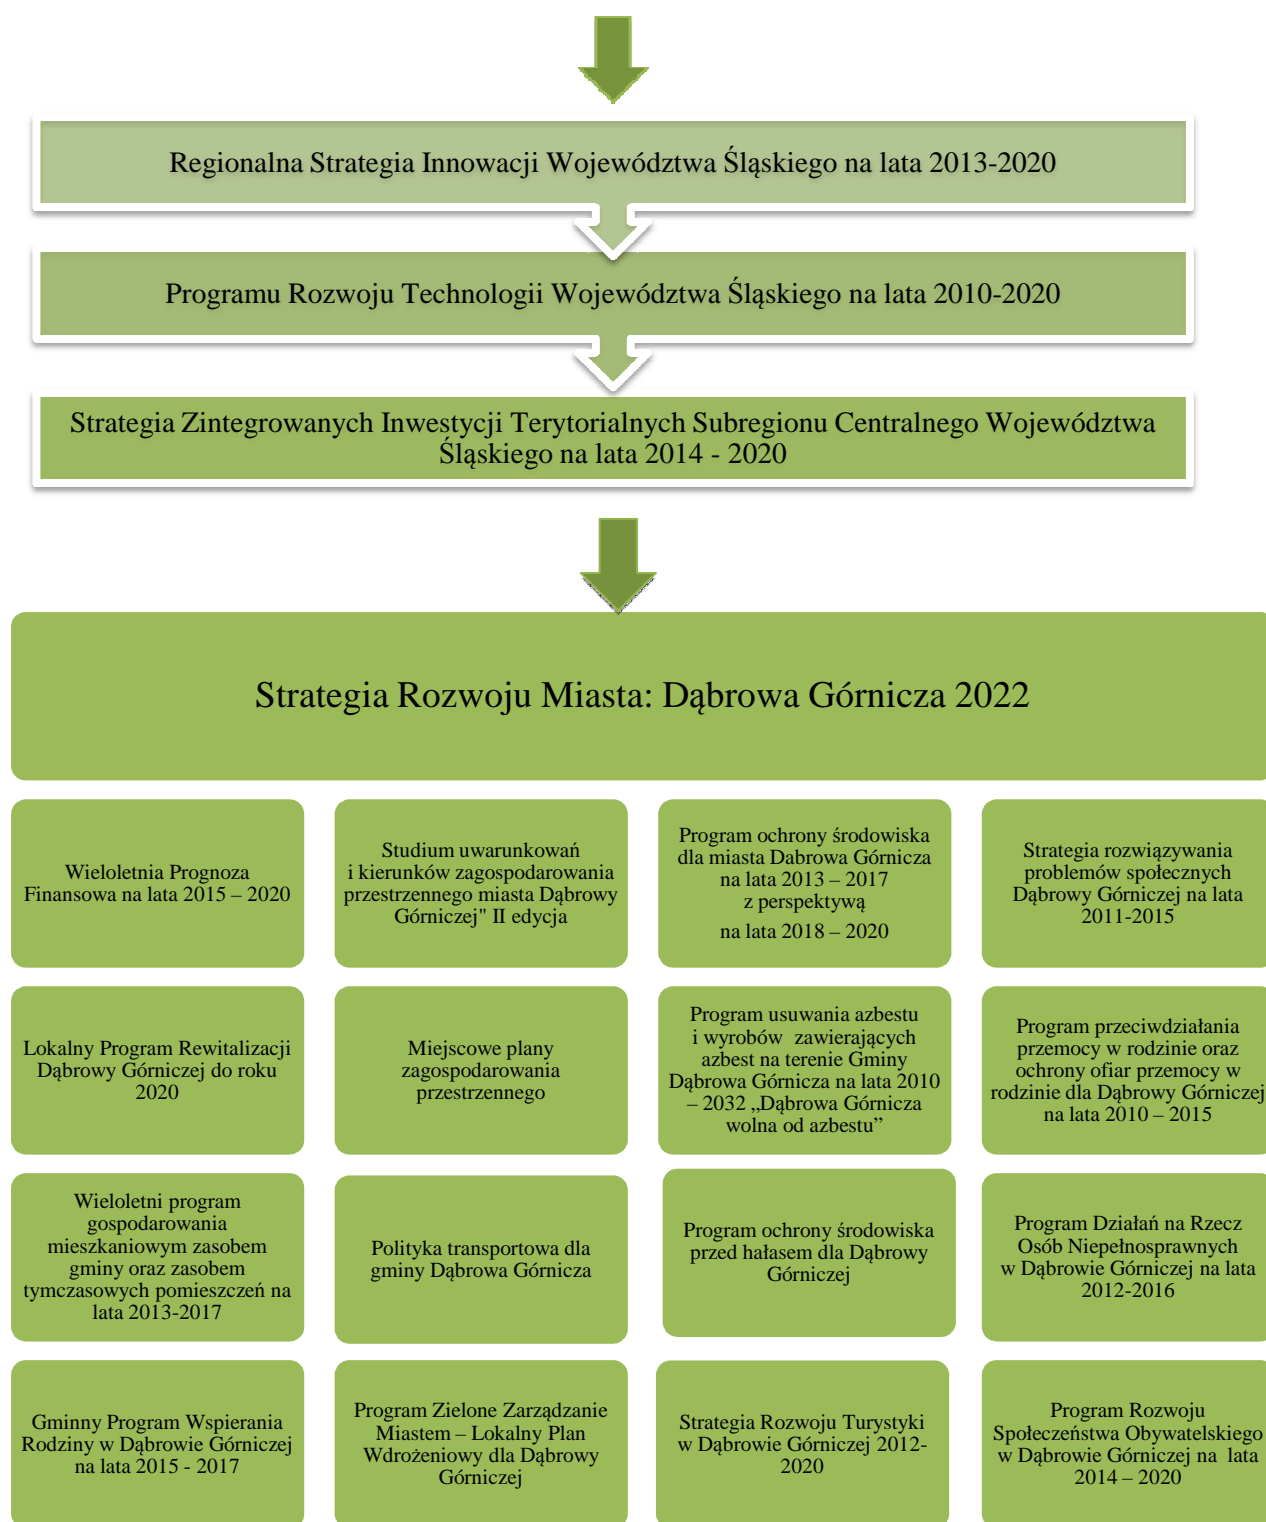 Regionalna Strategia Innowacji Województwa Śląskiego na lata 2013-2020
Programu Rozwoju Technologii Województwa Śląskiego na lata 2010-2020
Strategia Zintegrowanych Inwestycji Terytorialnych Subregionu Centralnego Województwa
Śląskiego na lata 2014 - 2020
Strategia Rozwoju Miasta: Dąbrowa Górnicza 2022
Wieloletnia Prognoza
Finansowa na lata 2015 – 2020
Studium uwarunkowań
i kierunków zagospodarowania
przestrzennego miasta Dąbrowy
Górniczej" II edycja
Program ochrony środowiska
dla miasta Dabrowa Górnicza
na lata 2013 – 2017
z perspektywą
na lata 2018 – 2020
Strategia rozwiązywania
problemów społecznych
Dąbrowy Górniczej na lata
2011-2015
Lokalny Program Rewitalizacji
Dąbrowy Górniczej do roku
2020
Miejscowe plany
zagospodarowania
przestrzennego
Program usuwania azbestu
i wyrobów zawierających
azbest na terenie Gminy
Dąbrowa Górnicza na lata 2010
– 2032 „Dąbrowa Górnicza
wolna od azbestu”
Program przeciwdziałania
przemocy w rodzinie oraz
ochrony ofiar przemocy w
rodzinie dla Dąbrowy Górniczej
na lata 2010 – 2015
Wieloletni program
gospodarowania
mieszkaniowym zasobem
gminy oraz zasobem
tymczasowych pomieszczeń na
lata 2013-2017
Polityka transportowa dla
gminy Dąbrowa Górnicza
Program ochrony środowiska
przed hałasem dla Dąbrowy
Górniczej
Program Działań na Rzecz
Osób Niepełnosprawnych
w Dąbrowie Górniczej na lata
2012-2016
Gminny Program Wspierania
Rodziny w Dąbrowie Górniczej
na lata 2015 - 2017
Program Zielone Zarządzanie
Miastem – Lokalny Plan
Wdrożeniowy dla Dąbrowy
Górniczej
Strategia Rozwoju Turystyki
w Dąbrowie Górniczej 2012-
2020
Program Rozwoju
Społeczeństwa Obywatelskiego
w Dąbrowie Górniczej na lata
2014 – 2020